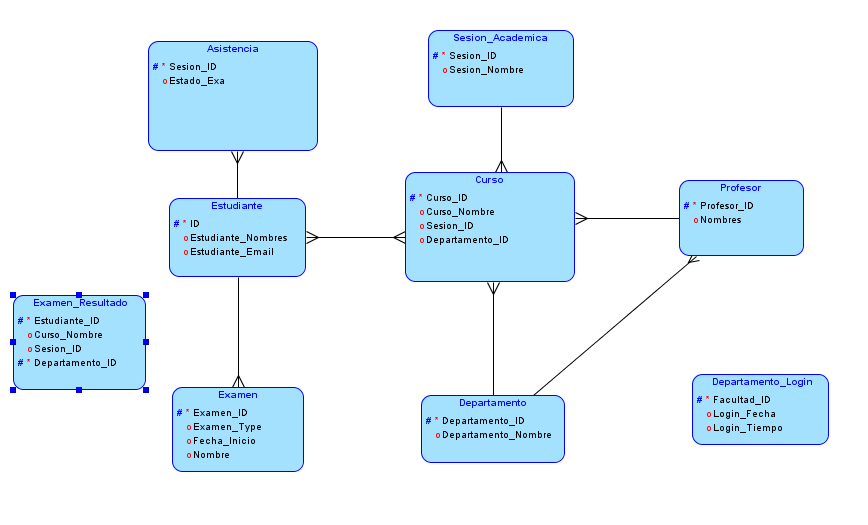 Asistencia
# * Sesion_ID
o Estado_Exa
Sesion_Academica
# * Sesion_ID
o Sesion_Nombre
Estudiante
# * ID
o Estudiante_Nombres
o Estudiante_Email
Curso
# * Curso_ID
o Curso_Nombre
o Sesion_ID
o Departamento_ID
Profesor
# * Profesor_ID
o Nombres
Examen_Resultado
# * Estudiante_ID
o Curso_Nombre
o Sesion_ID
# * Departamento_ID
Examen
# * Examen_ID
o Examen_Type
o Fecha_Inicio
o Nombre
Departamento
# * Departamento_ID
o Departamento_Nombre
Departamento_Login
# * Facultad_ID
o Login_Fecha
o Login_Tiempo